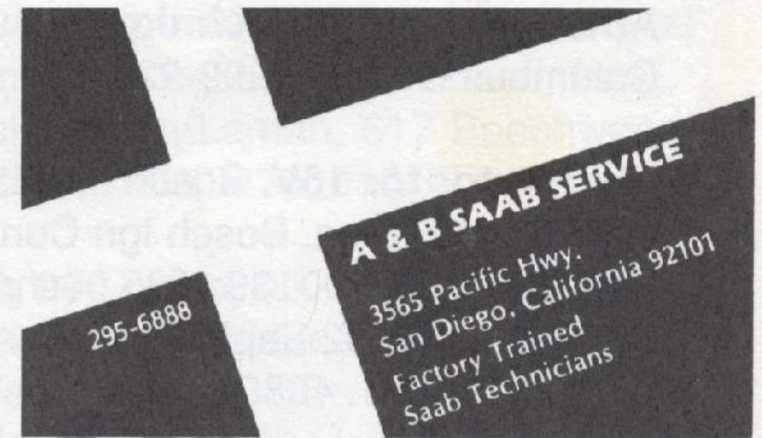 A & B SAAB SERVICE
3565 Pacific Hwy.
San Diego, California 92101
Factory Trained
Saab Technicians
295-6888